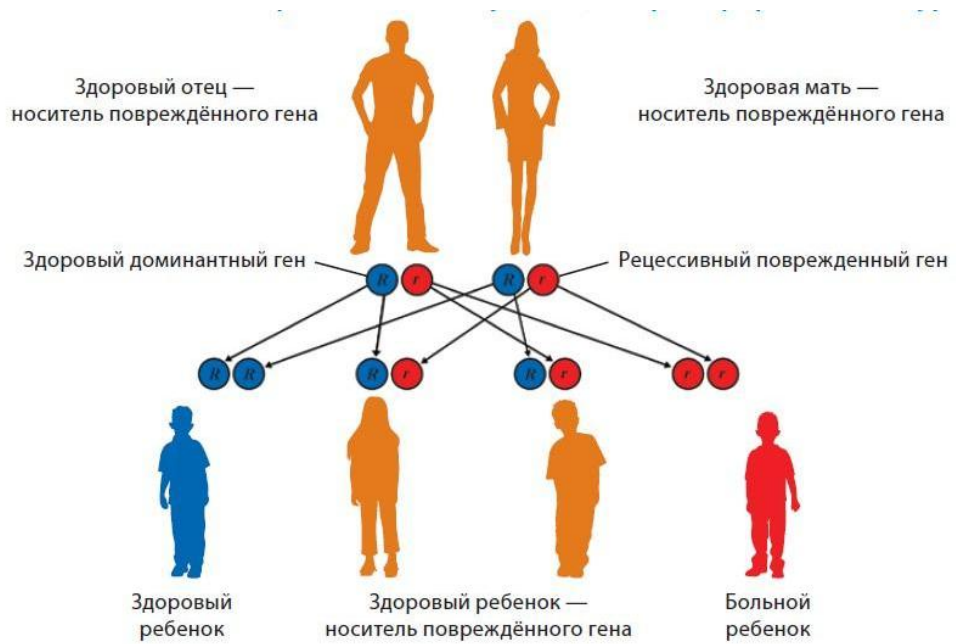 Здоровый отец —
носитель повреждённого гена
Здоровая мать —
носитель повреждённого гена
Здоровый доминантный ген
Рецессивный поврежденный ген
R r R r
R R R r R r r r
Здоровый
ребенок
Здоровый ребенок —
носитель повреждённого гена
Больной
ребенок